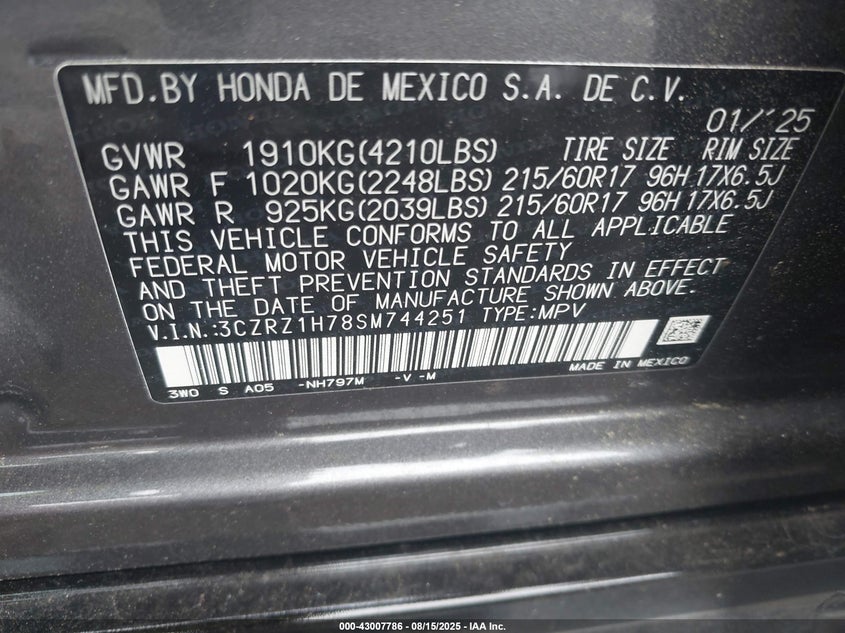 MFD.BY HONDA DE MEXICO S.A. DE C.V.
01/'25
GVWR 1910KG(4210LBS) TIRE SIZE RIM SIZE
GAWR F 1020KG(2248LBS) 215/60R17 96H 17X6.5J
GAWR R 925KG(2039LBS) 215/60R17 96H 17X6.5J
THIS VEHICLE CONFORMS TO ALL APPLICABLE
FEDERAL MOTOR VEHICLE SAFETY
AND THEFT PREVENTION STANDARDS IN EFFECT
ON THE DATE OF MANUFACTURE SHOWN ABOVE.
V.I.N.:3CZRZ1H78SM744251 TYPE:MPV
MADE IN MEXICO
3W0 S A05 -NH797M -V -M
000-43007786 - 08/15/2025 - IAA Inc.